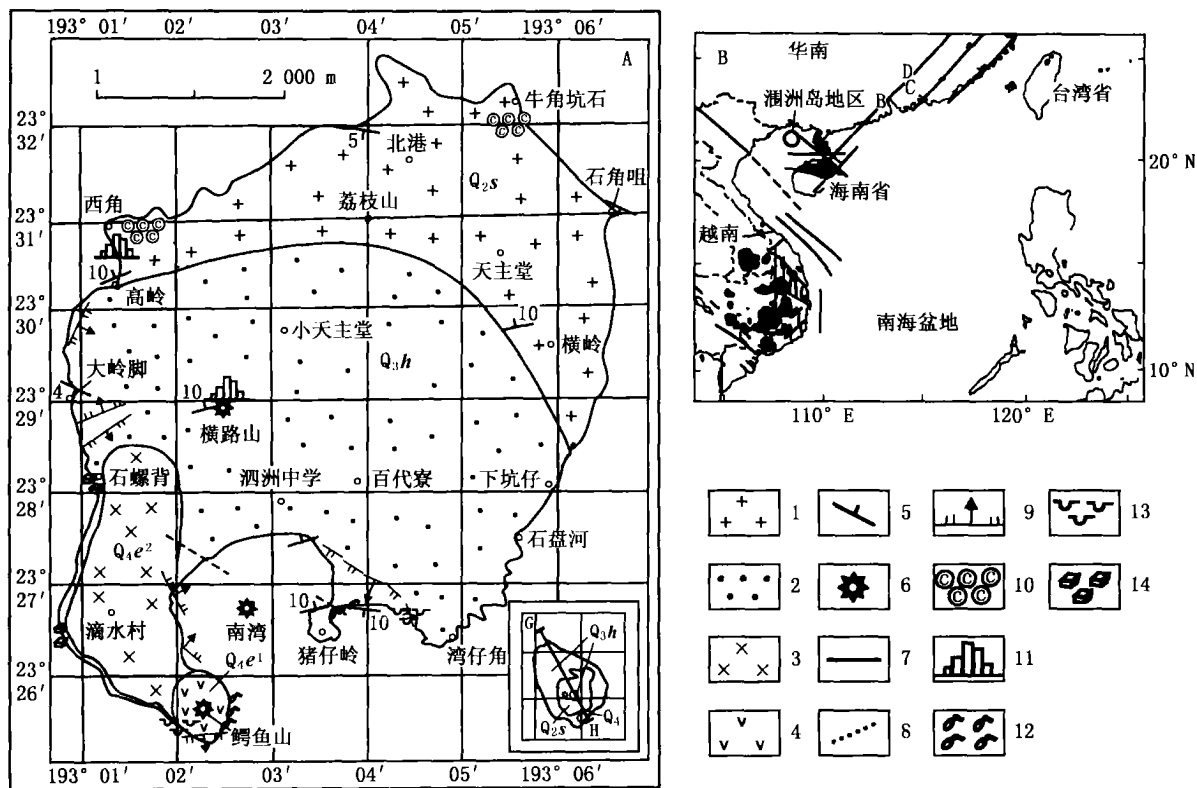 193° 01′ 02′ 03′ 04′ 05′ 193° 06′
A
1 2 000 m
牛角坑石
23° 32′
5
北港
Q₂s
石角咀
西角
荔枝山
23° 31′
10
天主堂
高岭
23° 30′
小天主堂
10
横岭
Q₃h
大岭脚
4
10
23° 29′
横路山
石螺背
泗洲中学
百代寮
下坑仔
23° 28′
Q₄e²
石盘河
23° 27′
滴水村
南湾
10
10
猪仔岭
湾仔角
Q₄e¹
23° 26′
鳄鱼山
G
Q₃h
Q₂s
Q₄
H
193° 01′ 02′ 03′ 04′ 05′ 193° 06′
B
华南
D
C
B
涠洲岛地区
台湾省
20° N
海南省
越南
南海盆地
10° N
110° E 120° E
1 5 9 13
2 6 10 14
3 7 11
4 8 12